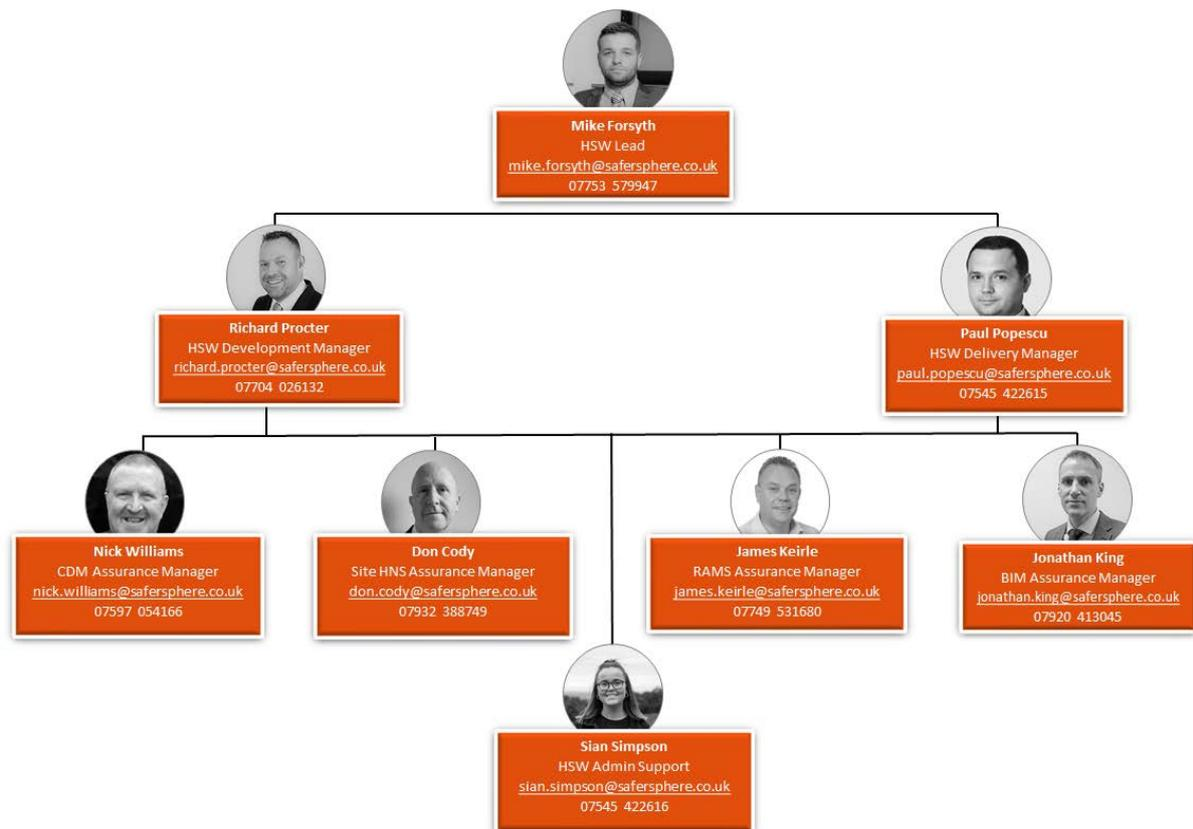 Mike Forsyth
HSW Lead
mike.forsyth@safersphere.co.uk
07753 579947
Richard Procter
HSW Development Manager
richard.procter@safersphere.co.uk
07704 026132
Paul Popescu
HSW Delivery Manager
paul.popescu@safersphere.co.uk
07545 422615
Nick Williams
CDM Assurance Manager
nick.williams@safersphere.co.uk
07597 054166
Don Cody
Site HNS Assurance Manager
don.cody@safersphere.co.uk
07932 388749
James Keirle
RAMS Assurance Manager
james.keirle@safersphere.co.uk
07749 531680
Jonathan King
BIM Assurance Manager
jonathan.king@safersphere.co.uk
07920 413045
Sian Simpson
HSW Admin Support
sian.simpson@safersphere.co.uk
07545 422616